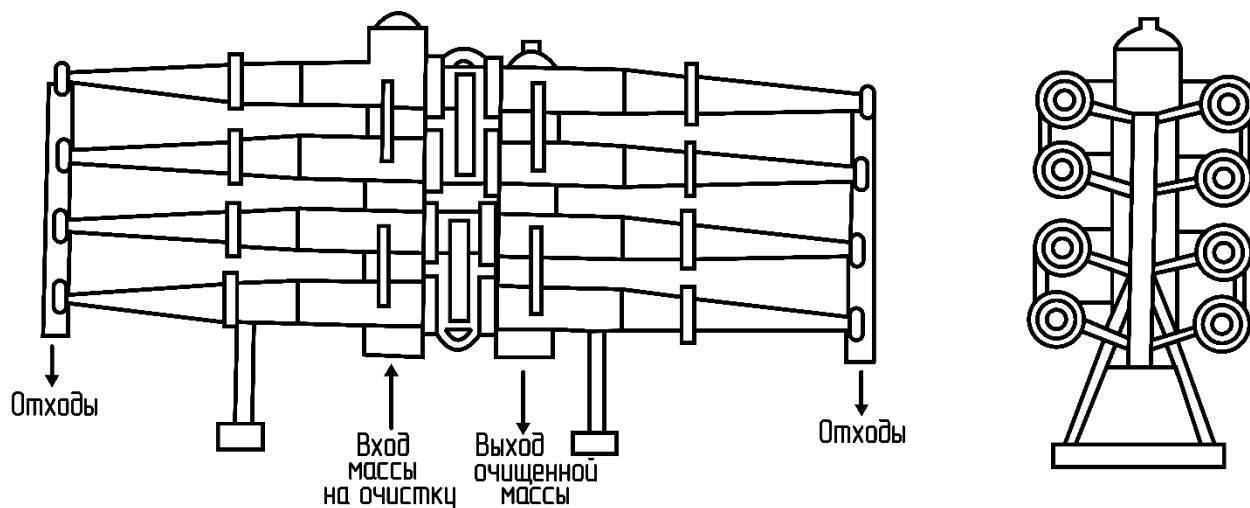 Отходы
Вход
массы
на очистку
Выход
очищенной
массы
Отходы